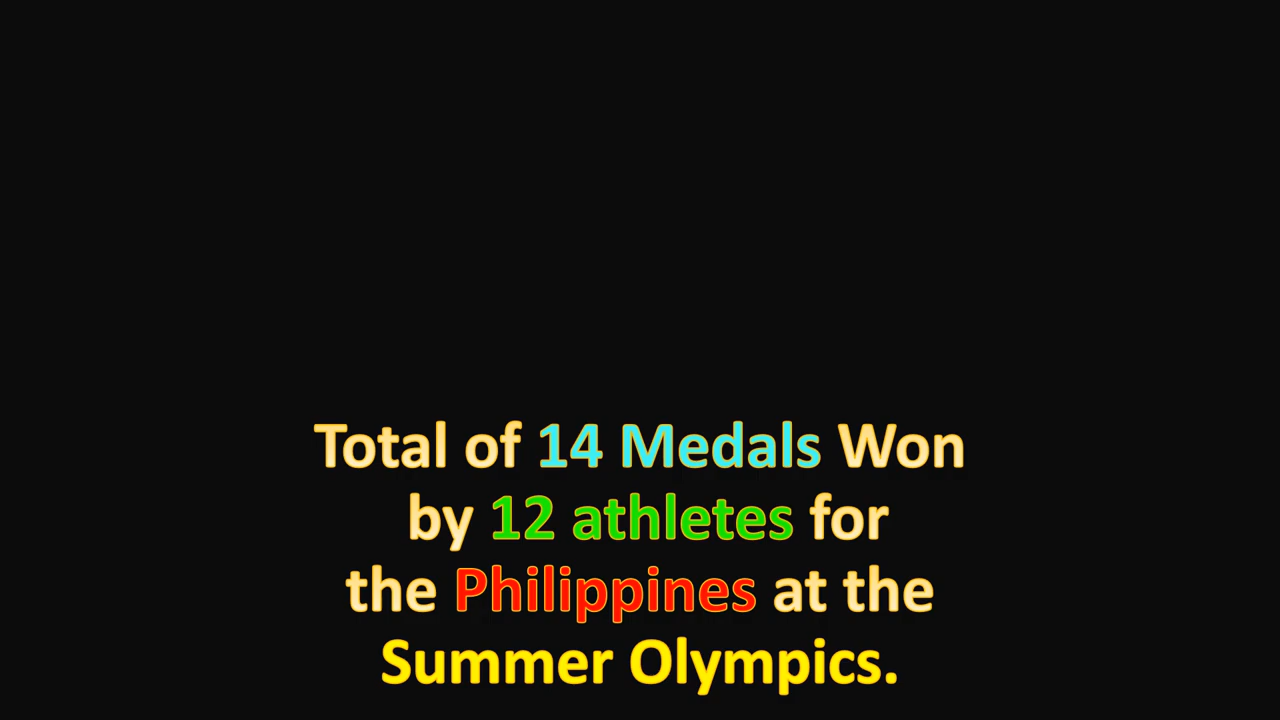 Total of 14 Medals Won
by 12 athletes for
the Philippines at the
Summer Olympics.